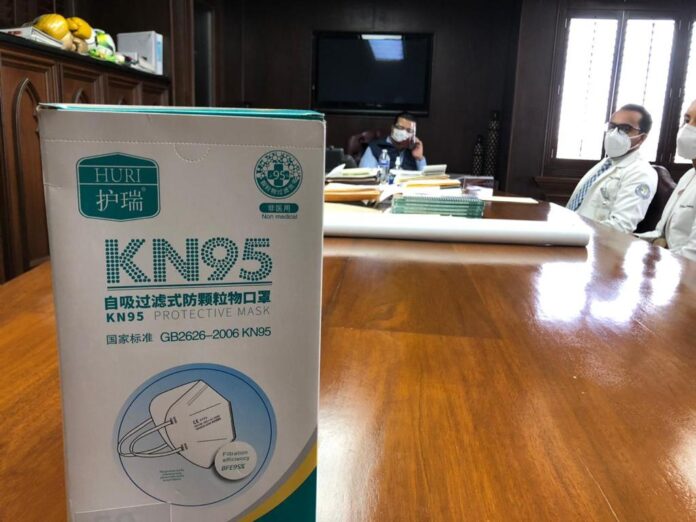 HURI
护瑞®
非医用
Non medical
KN95
自吸过滤式防颗粒物口罩
KN95 PROTECTIVE MASK
国家标准 GB2626-2006 KN95
Filtration
efficiency
BFE95%